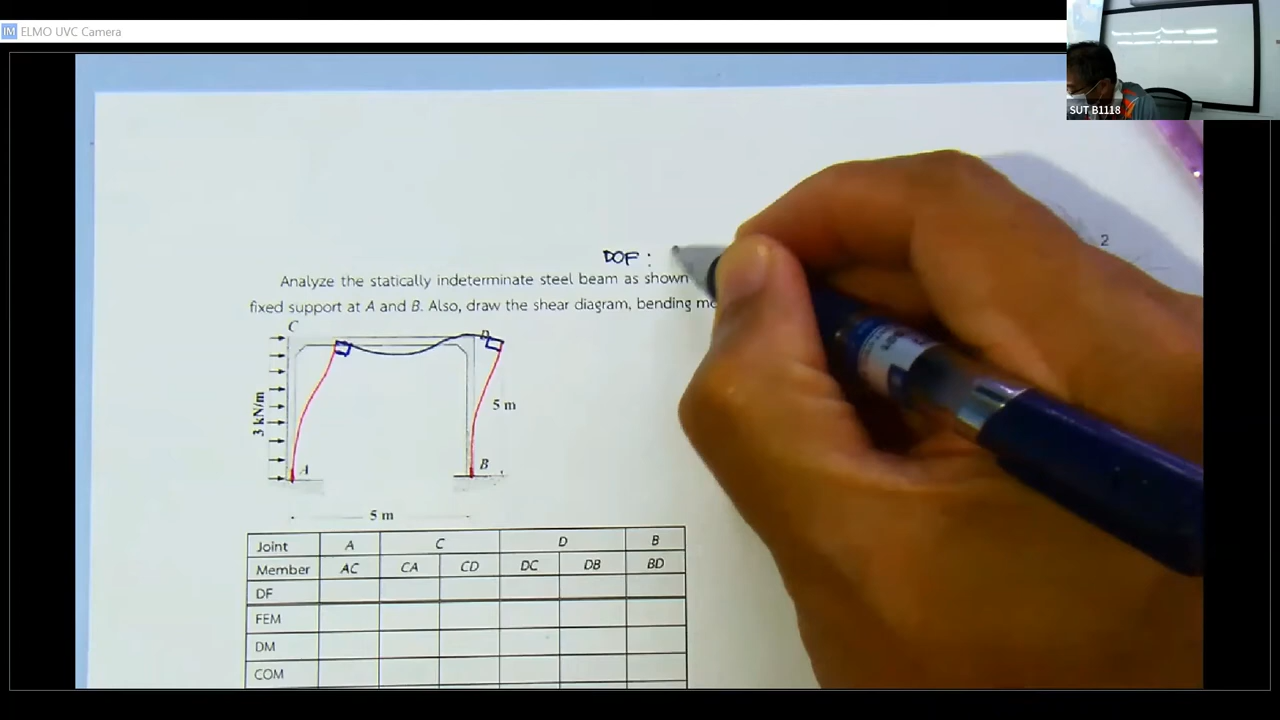 IM ELMO UVC Camera
SUT B1118
2
DOF :
Analyze the statically indeterminate steel beam as shown
fixed support at A and B. Also, draw the shear diagram, bending
C
D
3 kN/m
5 m
A
B
5 m
Joint A C D B
Member AC CA CD DC DB BD
DF
FEM
DM
COM